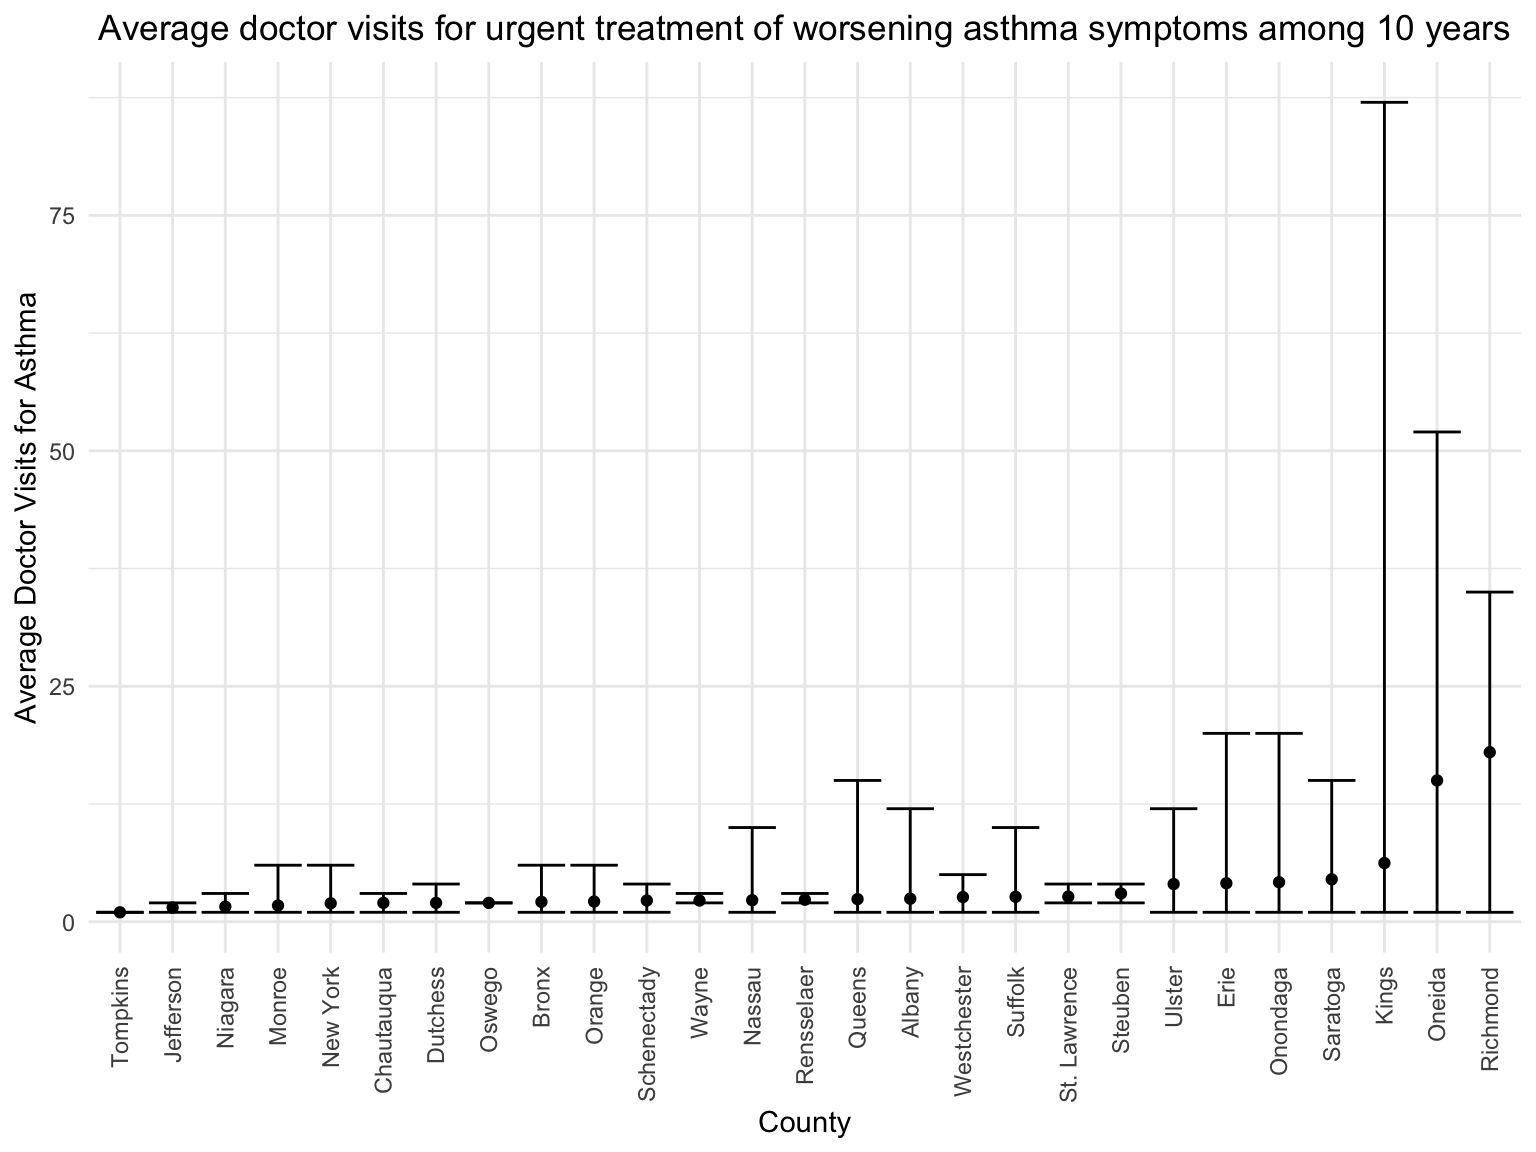 Average doctor visits for urgent treatment of worsening asthma symptoms among 10 years
Average Doctor Visits for Asthma
75
50
25
0
Tompkins
Jefferson
Niagara
Monroe
New York
Chautauqua
Dutchess
Oswego
Bronx
Orange
Schenectady
Wayne
Nassau
Rensselaer
Queens
Albany
Westchester
Suffolk
St. Lawrence
Steuben
Ulster
Erie
Onondaga
Saratoga
Kings
Oneida
Richmond
County